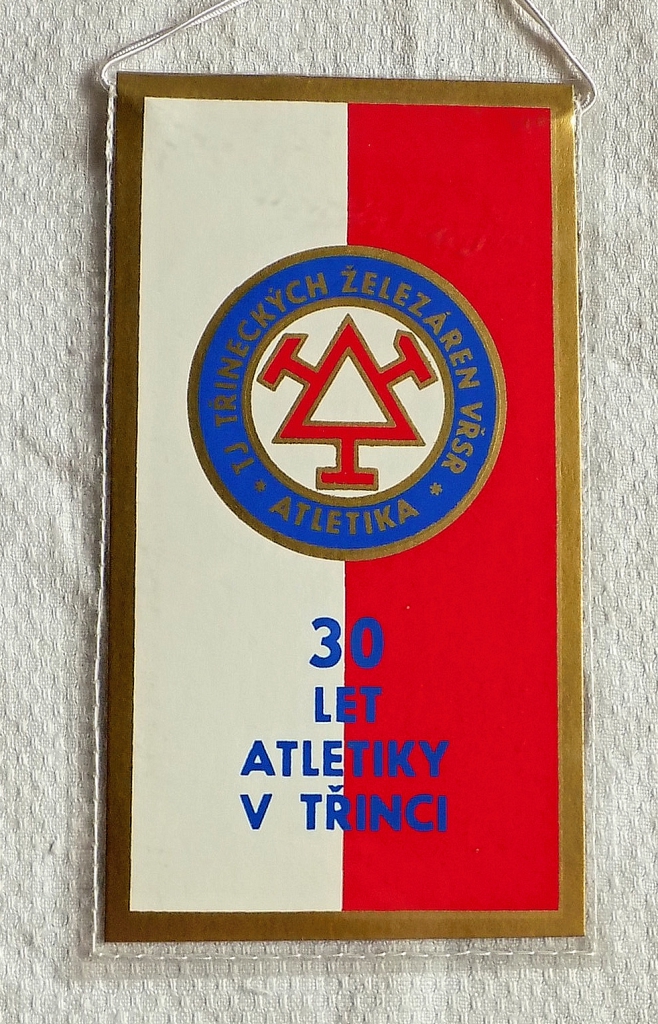 TJ TŘINECKÝCH ŽELEZÁREN VŘSR
* ATLETIKA *
30
LET
ATLETIKY
V TŘINCI